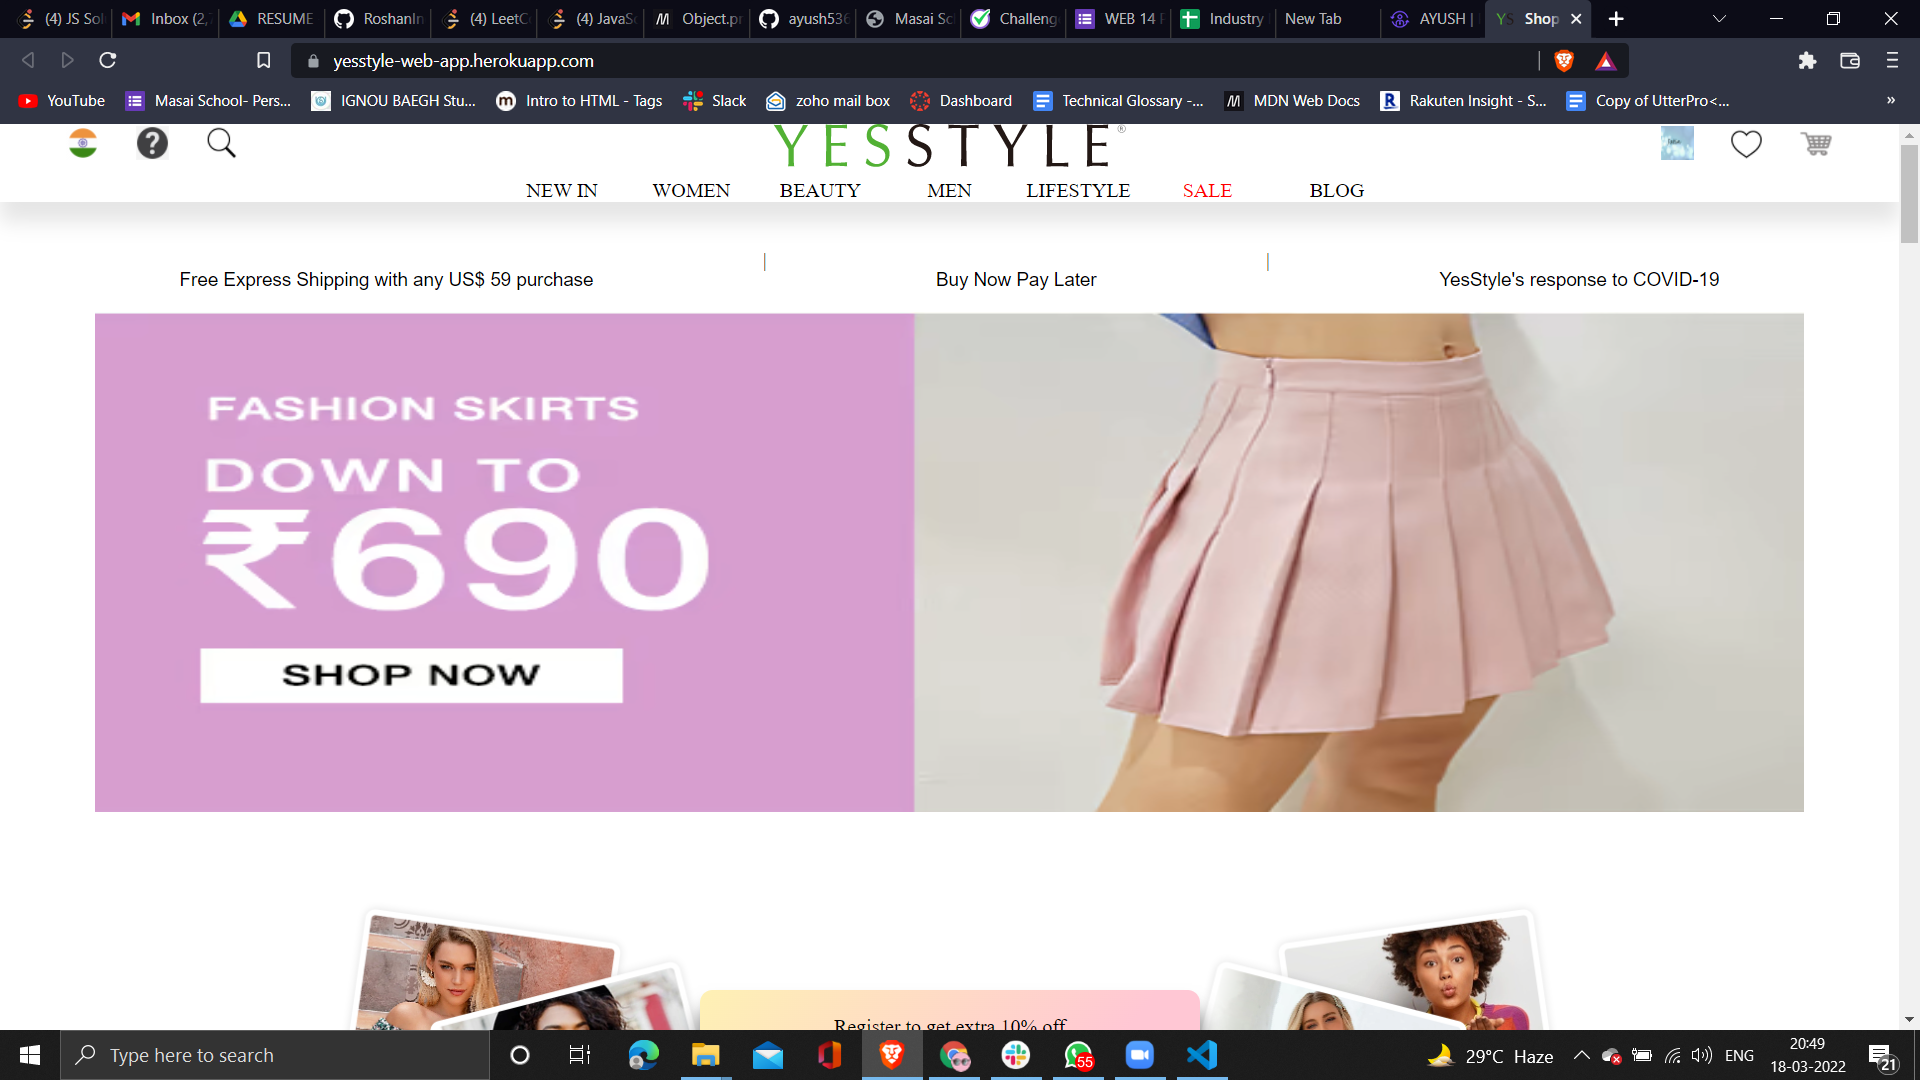 (4) JS Sol
Inbox (2,
RESUME
RoshanIn
(4) LeetC
(4) JavaSc
Object.pr
ayush536
Masai Sc
Challeng
WEB 14
Industry
New Tab
AYUSH |
Shop
yesstyle-web-app.herokuapp.com
YouTube
Masai School- Pers...
IGNOU BAEGH Stu...
Intro to HTML - Tags
Slack
zoho mail box
Dashboard
Technical Glossary -...
MDN Web Docs
Rakuten Insight - S...
Copy of UtterPro<...
»
YESSTYLE®
NEW IN
WOMEN
BEAUTY
MEN
LIFESTYLE
SALE
BLOG
Free Express Shipping with any US$ 59 purchase
Buy Now Pay Later
YesStyle's response to COVID-19
FASHION SKIRTS
DOWN TO
₹690
SHOP NOW
Register to get extra 10% off
Type here to search
55
29°C Haze
ENG
20:49
18-03-2022
21